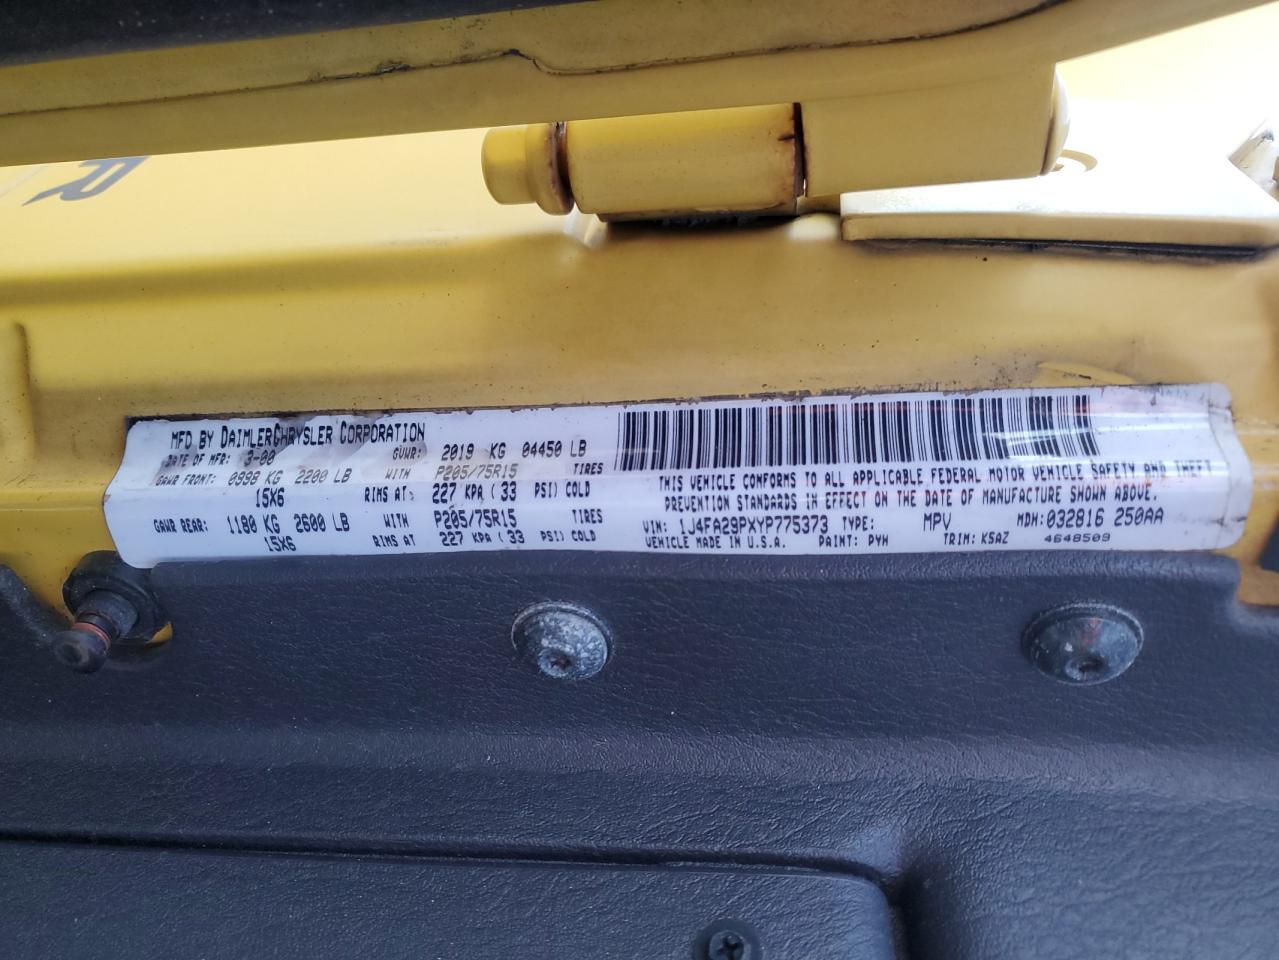 R
MFD BY DAIMLERCHRYSLER CORPORATION
DATE OF MFR: 3-00 GVWR: 2019 KG 04450 LB
GAWR FRONT: 0998 KG 2200 LB WITH P205/75R15 TIRES
15X6 RIMS AT: 227 KPA ( 33 PSI) COLD
GAWR REAR: 1180 KG 2600 LB WITH P205/75R15 TIRES
15X6 RIMS AT 227 KPA ( 33 PSI) COLD
THIS VEHICLE CONFORMS TO ALL APPLICABLE FEDERAL MOTOR VEHICLE SAFETY AND THEFT
PREVENTION STANDARDS IN EFFECT ON THE DATE OF MANUFACTURE SHOWN ABOVE.
VIN: 1J4FA29PXYP775373 TYPE: MPV MDH: 032816 250AA
VEHICLE MADE IN U.S.A. PAINT: PYH TRIM: K5AZ 4648509